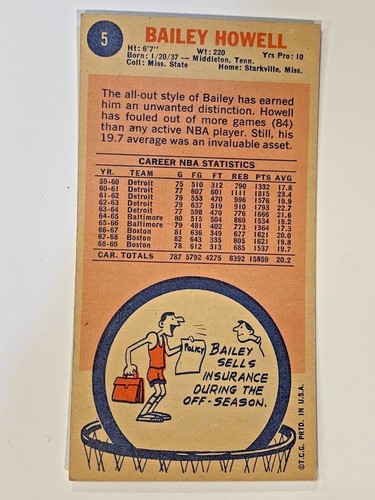 5
BAILEY HOWELL
Ht: 6'7" Wt: 220 Yrs Pro: 10
Born: 1/20/37 — Middleton, Tenn.
Coll: Miss. State Home: Starkville, Miss.
The all-out style of Bailey has earned
him an unwanted distinction. Howell
has fouled out of more games (84)
than any active NBA player. Still, his
19.7 average was an invaluable asset.
CAREER NBA STATISTICS
YR. TEAM G FG FT REB PTS AVG
59-60 Detroit 75 510 312 790 1332 17.8
60-61 Detroit 77 607 601 1111 1815 23.4
61-62 Detroit 79 553 470 996 1576 19.9
62-63 Detroit 79 637 519 910 1793 22.7
63-64 Detroit 77 598 470 776 1666 21.6
64-65 Baltimore 80 515 504 869 1534 19.2
65-66 Baltimore 79 481 402 773 1364 17.3
66-67 Boston 81 636 349 677 1621 20.0
67-68 Boston 82 643 335 805 1621 19.8
68-69 Boston 78 612 313 685 1537 19.7
CAR. TOTALS 787 5792 4275 8392 15859 20.2
POLICY
BAILEY
SELLS
INSURANCE
DURING THE
OFF-SEASON.
©T.C.G. PRTD. IN U.S.A.